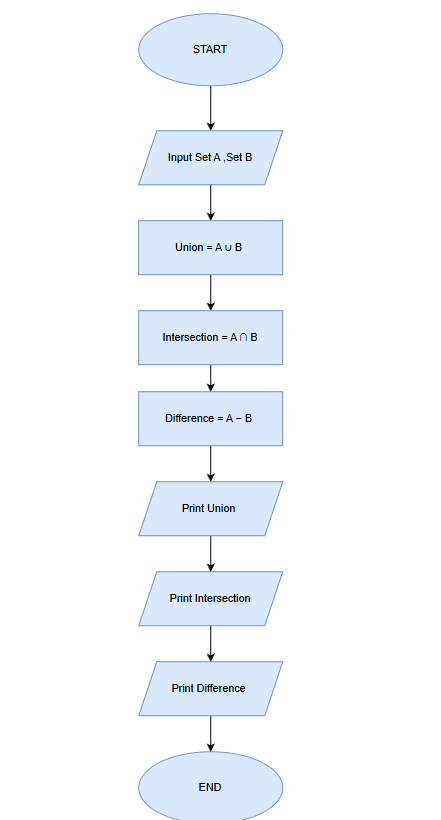 START
Input Set A ,Set B
Union = A ∪ B
Intersection = A ∩ B
Difference = A − B
Print Union
Print Intersection
Print Difference
END